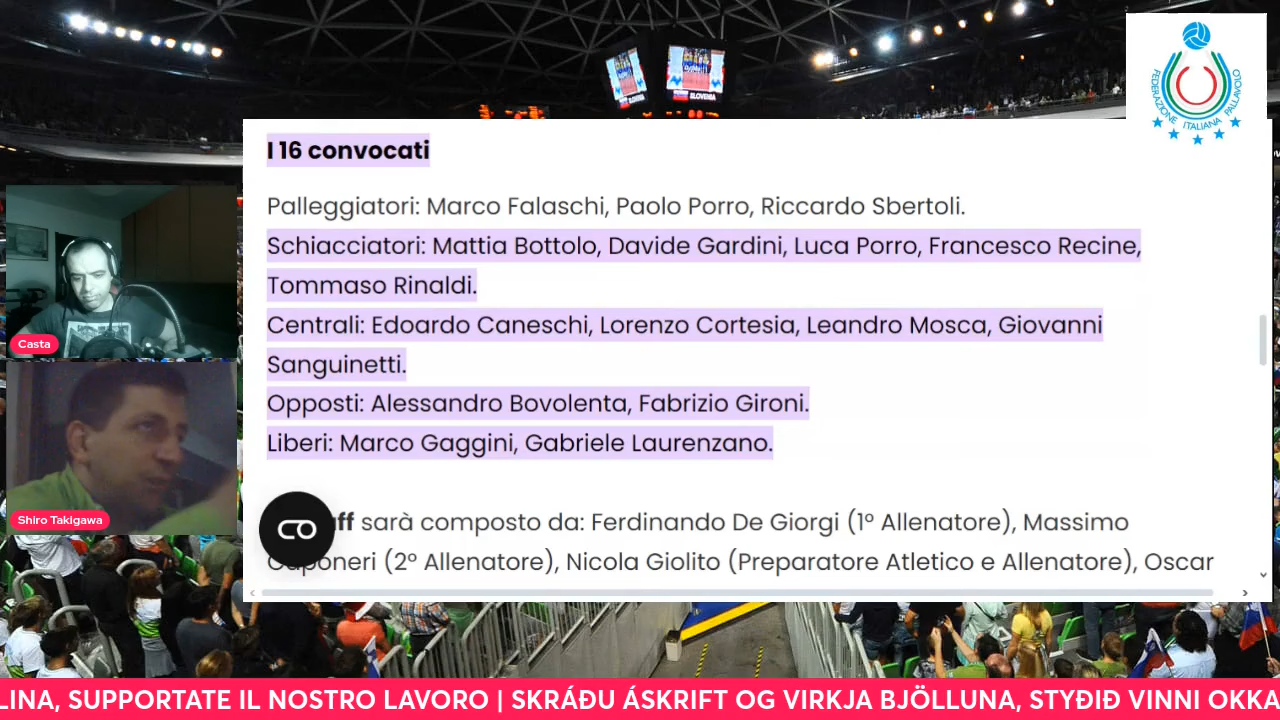 SLOVENIA
FEDERAZIONE ITALIANA PALLAVOLO
I 16 convocati
Palleggiatori: Marco Falaschi, Paolo Porro, Riccardo Sbertoli.
Schiacciatori: Mattia Bottolo, Davide Gardini, Luca Porro, Francesco Recine,
Tommaso Rinaldi.
Centrali: Edoardo Caneschi, Lorenzo Cortesia, Leandro Mosca, Giovanni
Sanguinetti.
Opposti: Alessandro Bovolenta, Fabrizio Gironi.
Liberi: Marco Gaggini, Gabriele Laurenzano.
ff sarà composto da: Ferdinando De Giorgi (1° Allenatore), Massimo
(2° Allenatore), Nicola Giolito (Preparatore Atletico e Allenatore), Oscar
Casta
Shiro Takigawa
LINA, SUPPORTATE IL NOSTRO LAVORO | SKRÁÐU ÁSKRIFT OG VIRKJA BJÖLLUNA, STYÐIÐ VINNI OKKA